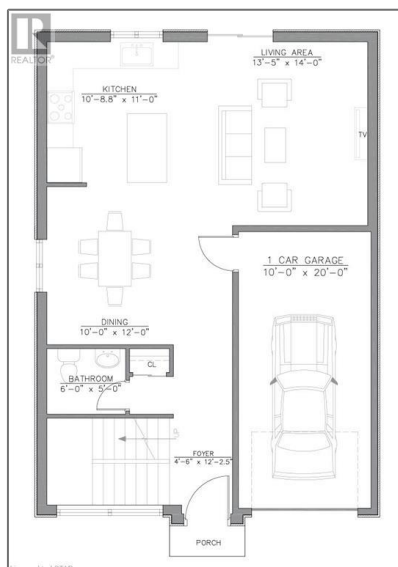 R
REALTOR®
LIVING AREA
13'-5" x 14'-0"
KITCHEN
10'-8.8" x 11'-0"
TV
1 CAR GARAGE
10'-0" x 20'-0"
DINING
10'-0" x 12'-0"
CL
BATHROOM
6'-0" x 5'-0"
FOYER
4'-6" x 12'-2.5"
PORCH